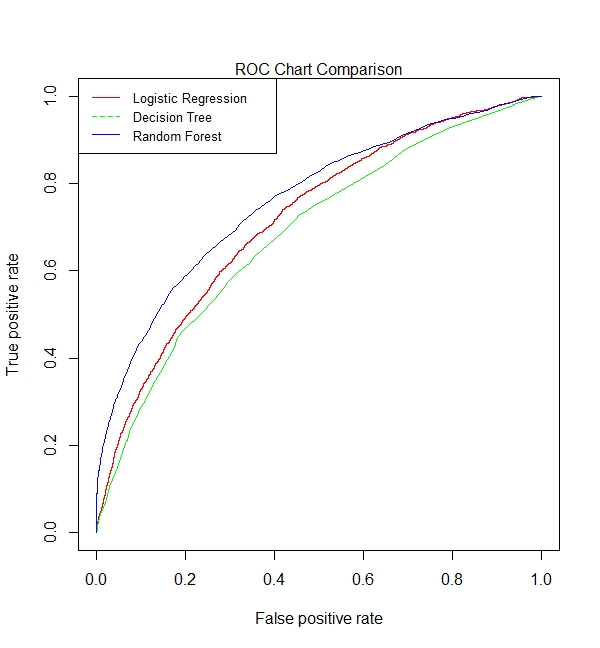 ROC Chart Comparison
Logistic Regression
Decision Tree
Random Forest
True positive rate
1.0
0.8
0.6
0.4
0.2
0.0
0.0 0.2 0.4 0.6 0.8 1.0
False positive rate